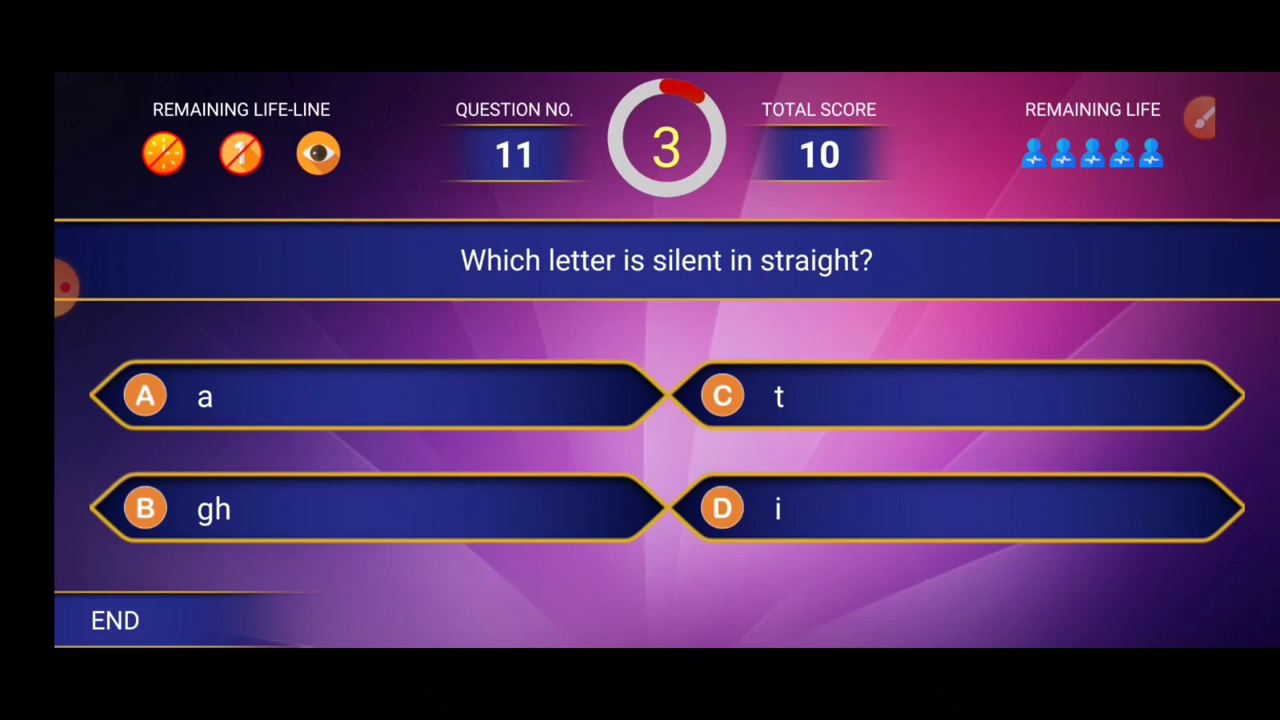 REMAINING LIFE-LINE
1
QUESTION NO.
11
3
TOTAL SCORE
10
REMAINING LIFE
Which letter is silent in straight?
A a
C t
B gh
D i
END